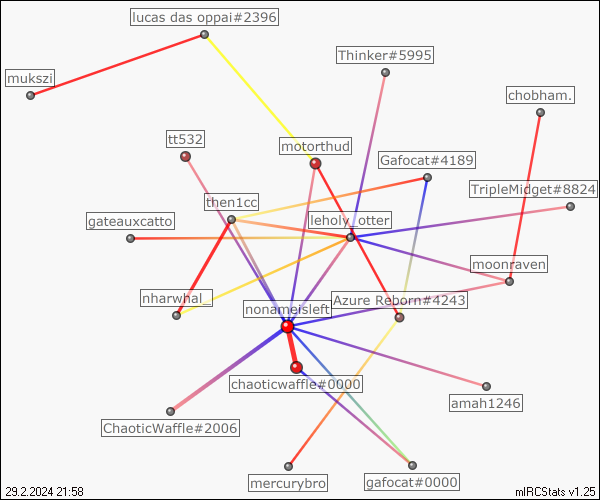 lucas das oppai#2396
Thinker#5995
mukszi
chobham.
tt532
motorthud
Gafocat#4189
TripleMidget#8824
then1cc
gateauxcatto
leholy_otter
moonraven
nharwhal_
Azure Reborn#4243
nonameisleft
chaoticwaffle#0000
amah1246
ChaoticWaffle#2006
mercurybro
gafocat#0000
29.2.2024 21:58
mIRCStats v1.25